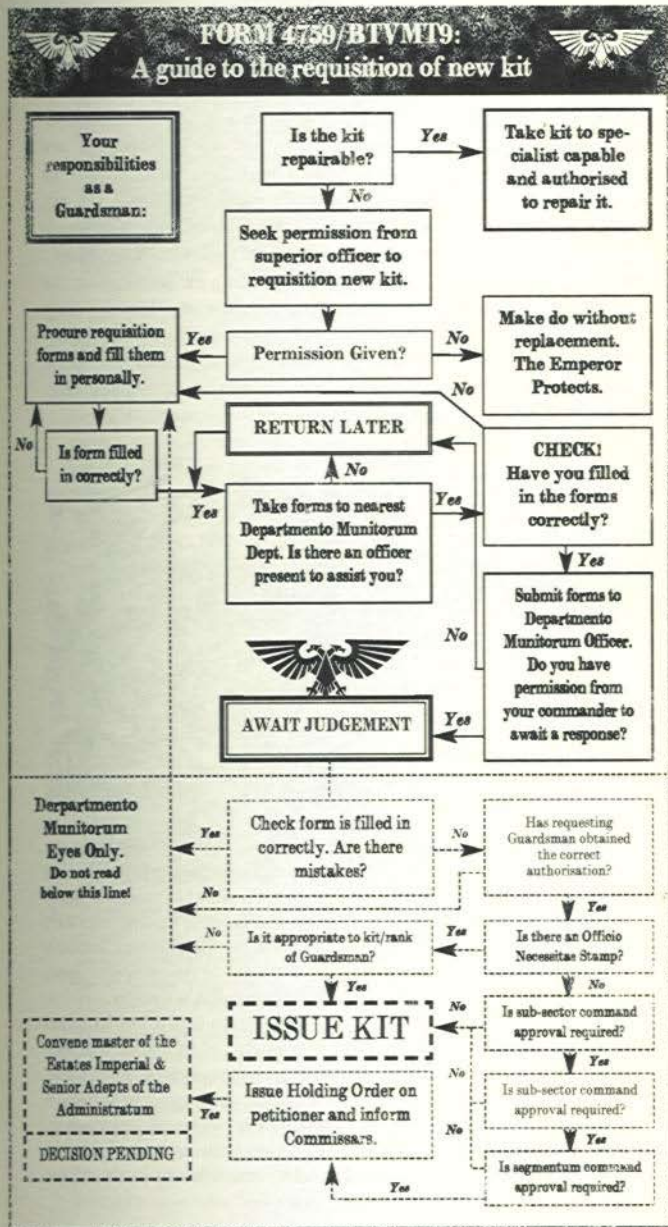 FORM 4759/BTVMT9:
A guide to the requisition of new kit
Your
responsibilities
as a
Guardsman:
Is the kit
repairable?
Yes
Take kit to spe-
cialist capable
and authorised
to repair it.
No
Seek permission from
superior officer to
requisition new kit.
Procure requisition
forms and fill them
in personally.
Yes
Permission Given?
No
Make do without
replacement.
The Emperor
Protects.
No
No
Is form filled
in correctly?
RETURN LATER
No
Yes
Take forms to nearest
Departmento Munitorum
Dept. Is there an officer
present to assist you?
Yes
CHECK!
Have you filled
in the forms
correctly?
Yes
No
Submit forms to
Departmento
Munitorum Officer.
Do you have
permission from
your commander to
await a response?
AWAIT JUDGEMENT
Yes
Derpartmento
Munitorum
Eyes Only.
Do not read
below this line!
Yes
Check form is filled in
correctly. Are there
mistakes?
No
Has requesting
Guardsman obtained
the correct
authorisation?
No
Yes
No
Is it appropriate to kit/rank
of Guardsman?
Yes
Is there an Officio
Necessitae Stamp?
Yes
No
ISSUE KIT
No
Is sub-sector command
approval required?
Yes
Convene master of the
Estates Imperial &
Senior Adepts of the
Administratum
DECISION PENDING
Yes
Issue Holding Order on
petitioner and inform
Commissars.
No
Is sub-sector command
approval required?
Yes
No
Is segmentum command
approval required?
Yes